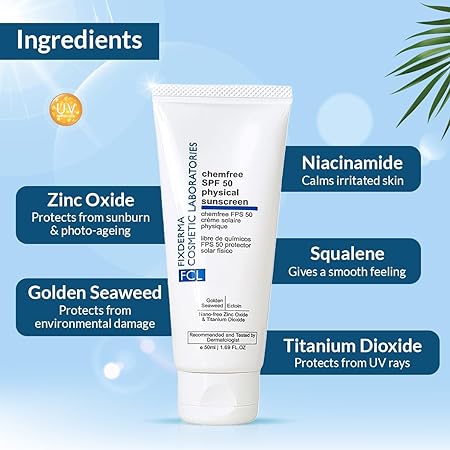 Ingredients
UV
Zinc Oxide
Protects from sunburn
& photo-ageing
Golden Seaweed
Protects from
environmental damage
FIXDERMA
COSMETIC LABORATORIES
FCL
chemfree
SPF 50
physical
sunscreen
chemfree FPS 50
crème solaire
physique
libre de químicos
FPS 50 protector
solar físico
Golden
Seaweed
Ectoin
Nano-free Zinc Oxide
& Titanium Dioxide
Recommended and Tested by
Dermatologist
e 50ml | 1.69 FL.OZ
Niacinamide
Calms irritated skin
Squalene
Gives a smooth feeling
Titanium Dioxide
Protects from UV rays